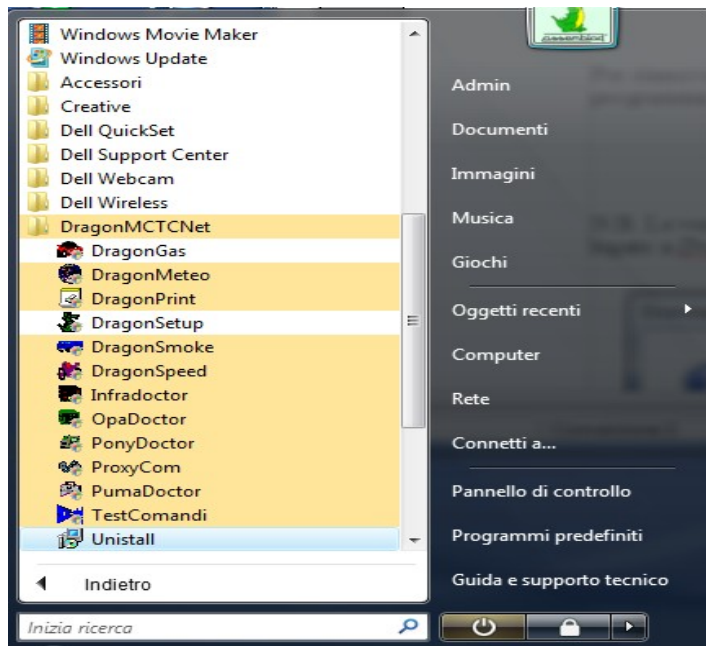 Windows Movie Maker
Windows Update
Accessori
Creative
Dell QuickSet
Dell Support Center
Dell Webcam
Dell Wireless
DragonMCTCNet
DragonGas
DragonMeteo
DragonPrint
DragonSetup
DragonSmoke
DragonSpeed
Infradoctor
OpaDoctor
PonyDoctor
ProxyCom
PumaDoctor
TestComandi
Unistall
Indietro
Inizia ricerca
Admin
Documenti
Immagini
Musica
Giochi
Oggetti recenti
Computer
Rete
Connetti a...
Pannello di controllo
Programmi predefiniti
Guida e supporto tecnico